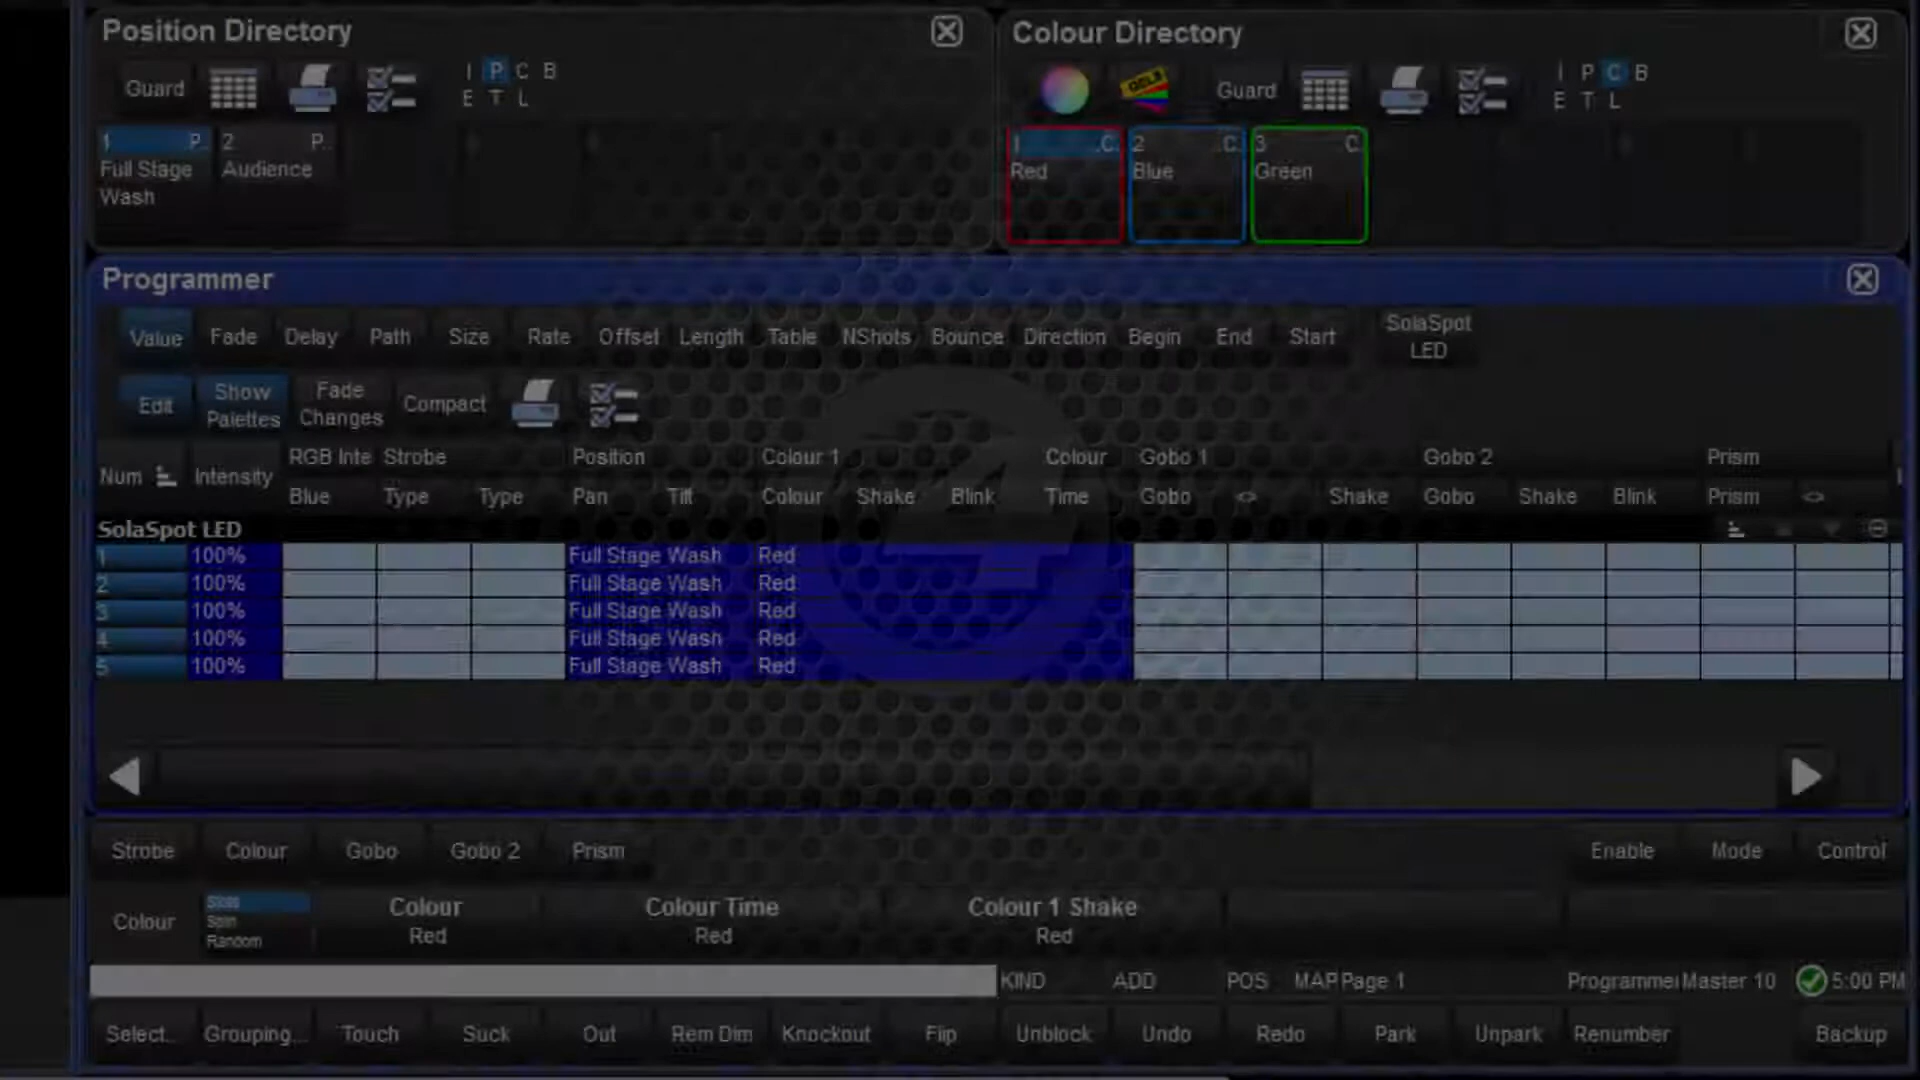 Position Directory
Guard
I P C B
E T L
1 P..
Full Stage
Wash
2 P..
Audience
Colour Directory
GOLB
Guard
I P C B
E T L
1 .C.
Red
2 .C.
Blue
3 C.
Green
Programmer
Value Fade Delay Path Size Rate Offset Length Table NShots Bounce Direction Begin End Start SolaSpot LED
Edit Show Palettes Fade Changes Compact
Num Intensity RGB Inte Strobe Position Colour 1 Colour Gobo 1 Gobo 2 Prism
Blue Type Type Pan Tilt Colour Shake Blink Time Gobo <> Shake Gobo Shake Blink Prism <>
SolaSpot LED
1 100% Full Stage Wash Red
2 100% Full Stage Wash Red
3 100% Full Stage Wash Red
4 100% Full Stage Wash Red
5 100% Full Stage Wash Red
Strobe Colour Gobo Gobo 2 Prism Enable Mode Control
Colour
Slots
Spin
Random
Colour
Red
Colour Time
Red
Colour 1 Shake
Red
KIND ADD POS MAP Page 1 Programmer Master 10 5:00 PM
Select... Grouping... Touch Suck Out Rem Dim Knockout Flip Unblock Undo Redo Park Unpark Renumber Backup